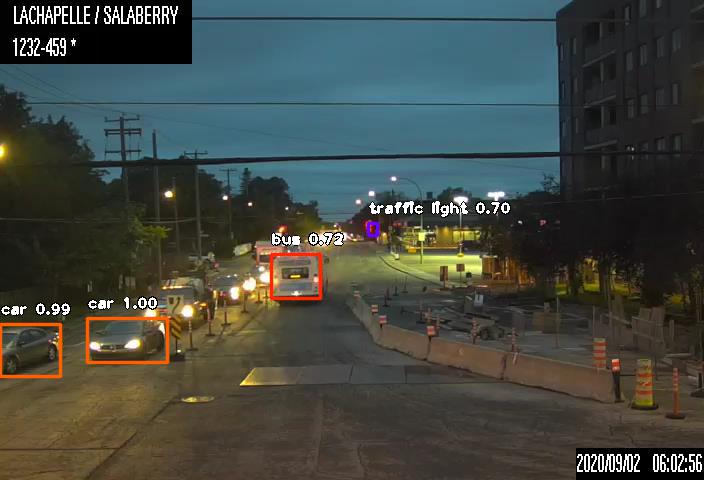 LACHAPELLE / SALABERRY
1232-459 *
traffic light 0.70
bus 0.72
car 0.99
car 1.00
2020/09/02 06:02:56